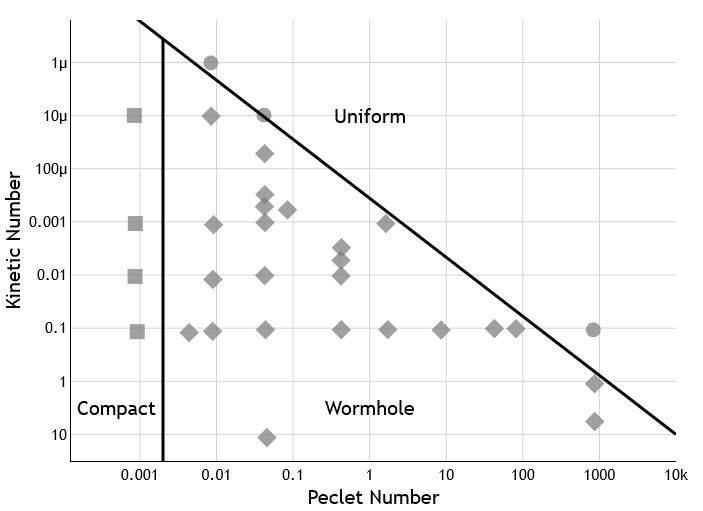 1μ
10μ
100μ
0.001
0.01
0.1
1
10
Kinetic Number
Uniform
Compact
Wormhole
0.001
0.01
0.1
1
10
100
1000
10k
Peclet Number